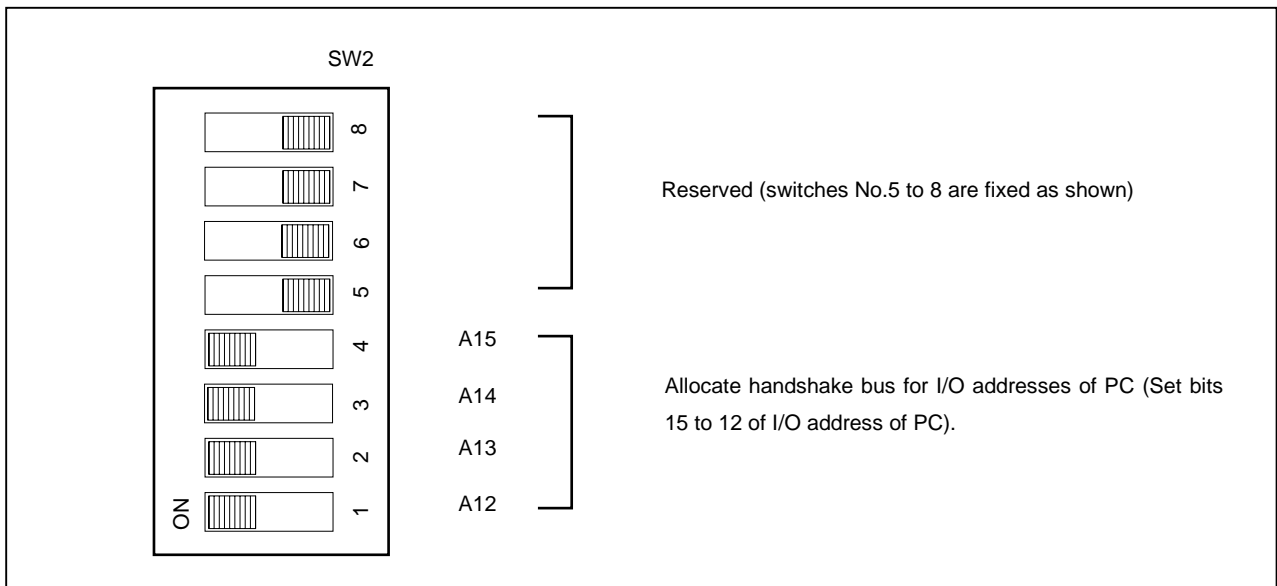 SW2
8
7
6
5
4
3
2
1
ON
Reserved (switches No.5 to 8 are fixed as shown)
A15
A14
A13
A12
Allocate handshake bus for I/O addresses of PC (Set bits
15 to 12 of I/O address of PC).